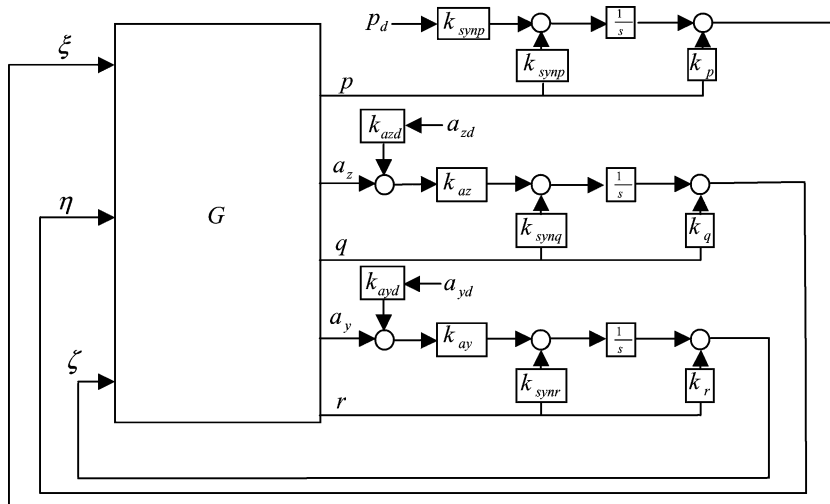 p_d k_synp 1/s
ξ k_synp k_p
p
k_azd a_zd
a_z k_az 1/s
η G k_synq k_q
q
k_ayd a_yd
a_y k_ay 1/s
ζ k_synr k_r
r